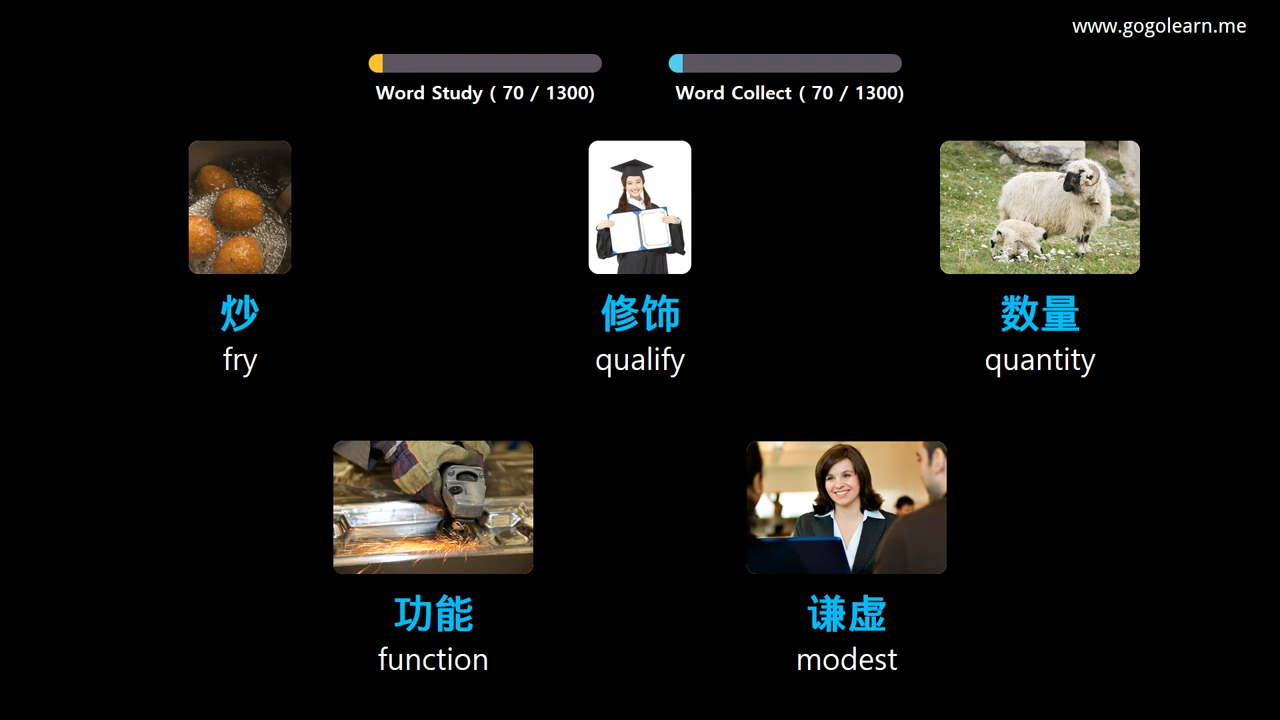 www.gogolearn.me
Word Study ( 70 / 1300)
Word Collect ( 70 / 1300)
炒
fry
修饰
qualify
数量
quantity
功能
function
谦虚
modest